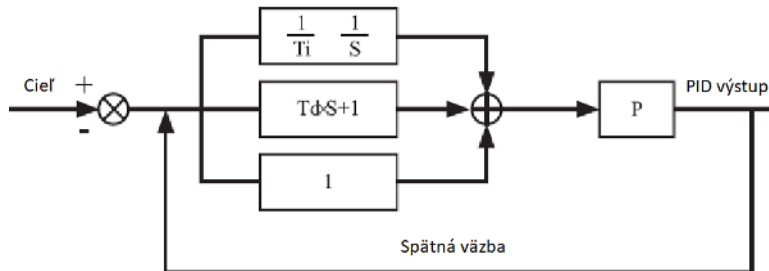 1 1
Ti S
Cieľ + PID výstup
Td>S+1 P
-
1
Spätná väzba